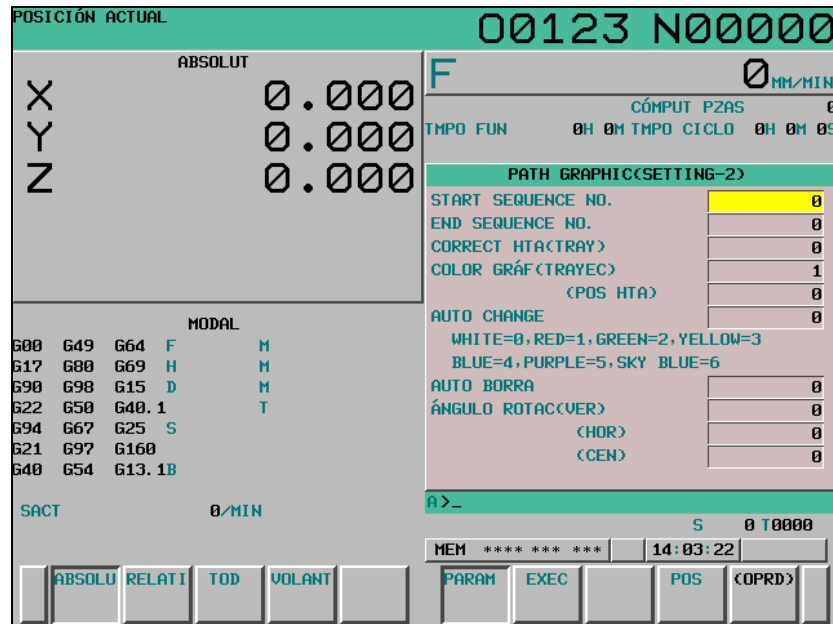 POSICIÓN ACTUAL
O0123 N00000
ABSOLUT
X 0.000
Y 0.000
Z 0.000
MODAL
G00 G49 G64 F M
G17 G80 G69 H M
G90 G98 G15 D M
G22 G50 G40.1 T
G94 G67 G25 S
G21 G97 G160
G40 G54 G13.1B
SACT 0/MIN
ABSOLU RELATI TOD VOLANT
F 0 MM/MIN
CÓMPUT PZAS 0
TMPO FUN 0H 0M TMPO CICLO 0H 0M 0S
PATH GRAPHIC(SETTING-2)
START SEQUENCE NO. 0
END SEQUENCE NO. 0
CORRECT HTA(TRAY) 0
COLOR GRÁF(TRAYEC) 1
(POS HTA) 0
AUTO CHANGE 0
WHITE=0,RED=1,GREEN=2,YELLOW=3
BLUE=4,PURPLE=5,SKY BLUE=6
AUTO BORRA 0
ÁNGULO ROTAC(VER) 0
(HOR) 0
(CEN) 0
A>_
S 0 T0000
MEM **** *** *** 14:03:22
PARAM EXEC POS (OPRD)